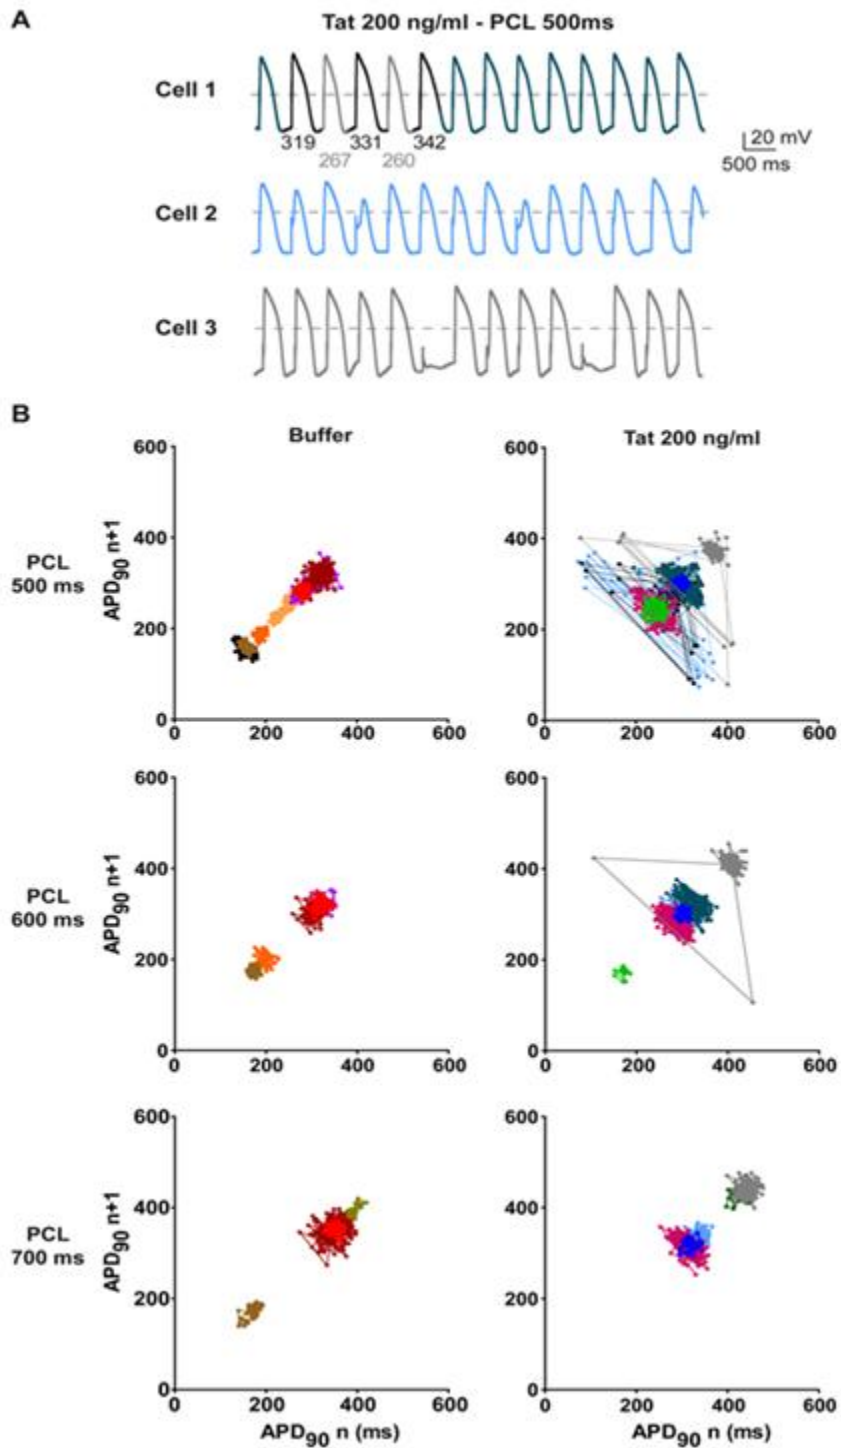 A
Tat 200 ng/ml - PCL 500ms
Cell 1
319 331 342
267 260
20 mV
500 ms
Cell 2
Cell 3
B
Buffer
Tat 200 ng/ml
PCL
500 ms
APD90 n+1
600
400
200
0
0 200 400 600
600
400
200
0
0 200 400 600
PCL
600 ms
APD90 n+1
600
400
200
0
0 200 400 600
600
400
200
0
0 200 400 600
PCL
700 ms
APD90 n+1
600
400
200
0
0 200 400 600
APD90 n (ms)
600
400
200
0
0 200 400 600
APD90 n (ms)